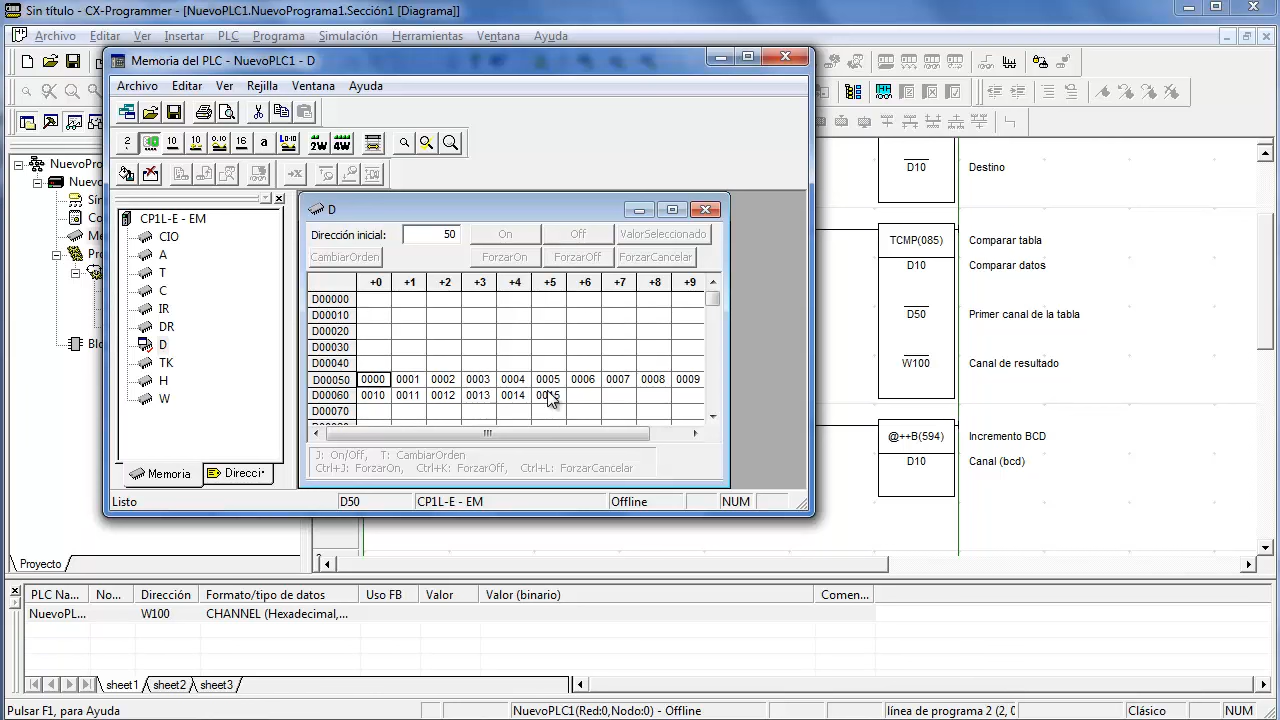 Sin título - CX-Programmer - [NuevoPLC1.NuevoPrograma1.Sección1 [Diagrama]]
Archivo Editar Ver Insertar PLC Programa Simulación Herramientas Ventana Ayuda
Memoria del PLC - NuevoPLC1 - D
Archivo Editar Ver Rejilla Ventana Ayuda
NuevoPro
Nuevo
CP1L-E - EM
CIO
A
T
C
IR
DR
D
TK
H
W
Memoria
D
Dirección inicial: 50 On Off ValorSeleccionado
CambiarOrden ForzarOn ForzarOff ForzarCancelar
+0 +1 +2 +3 +4 +5 +6 +7 +8 +9
D00000
D00010
D00020
D00030
D00040
D00050 0000 0001 0002 0003 0004 0005 0006 0007 0008 0009
D00060 0010 0011 0012 0013 0014
D00070
J: On/Off, T: CambiarOrden
Ctrl+J: ForzarOn, Ctrl+K: ForzarOff, Ctrl+L: ForzarCancelar
Listo D50 CP1L-E - EM Offline NUM
D10 Destino
TCMP(085) Comparar tabla
D10 Comparar datos
D50 Primer canal de la tabla
W100 Canal de resultado
@++B(594) Incremento BCD
D10 Canal (bcd)
Proyecto
PLC Na... No... Dirección Formato/tipo de datos Uso FB Valor Valor (binario) Comen...
NuevoPL... W100 CHANNEL (Hexadecimal,...
sheet1 sheet2 sheet3
Pulsar F1, para Ayuda NuevoPLC1(Red:0,Nodo:0) - Offline línea de programa 2 (2, 0 Clásico NUM